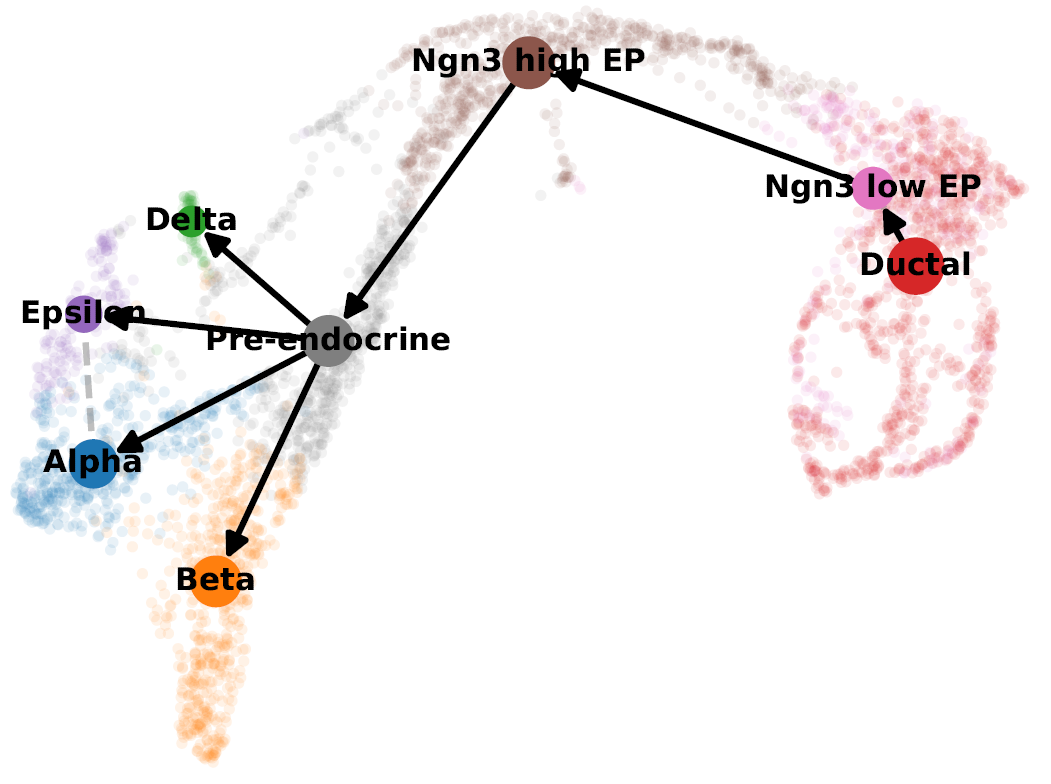 Ngn3 high EP
Ngn3 low EP
Delta
Ductal
Epsilon
Pre-endocrine
Alpha
Beta